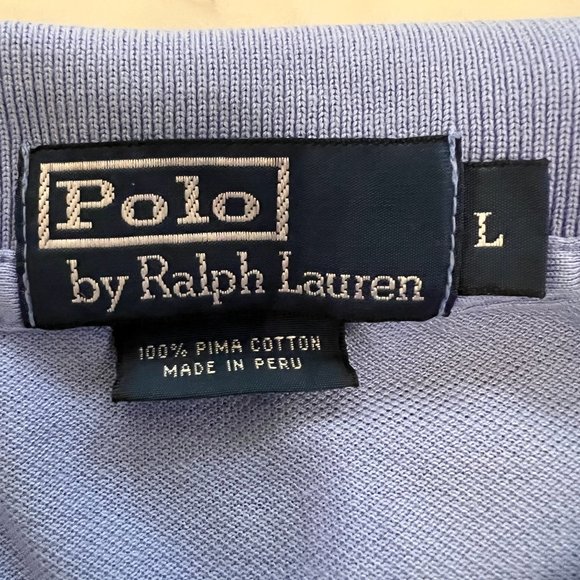 Polo
by Ralph Lauren
L
100% PIMA COTTON
MADE IN PERU